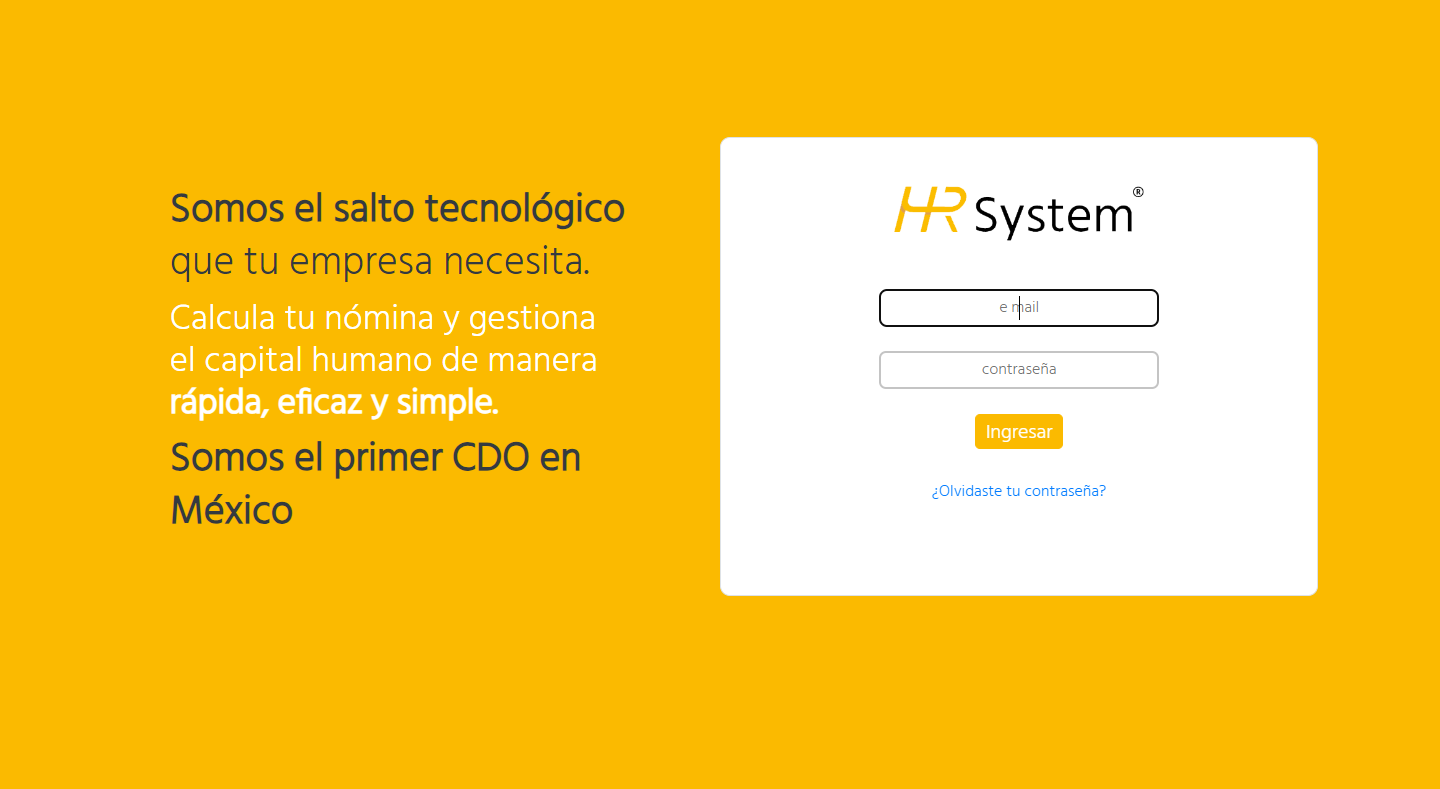 Somos el salto tecnológico
que tu empresa necesita.
Calcula tu nómina y gestiona
el capital humano de manera
rápida, eficaz y simple.
Somos el primer CDO en
México
HR System®
e mail
contraseña
Ingresar
¿Olvidaste tu contraseña?